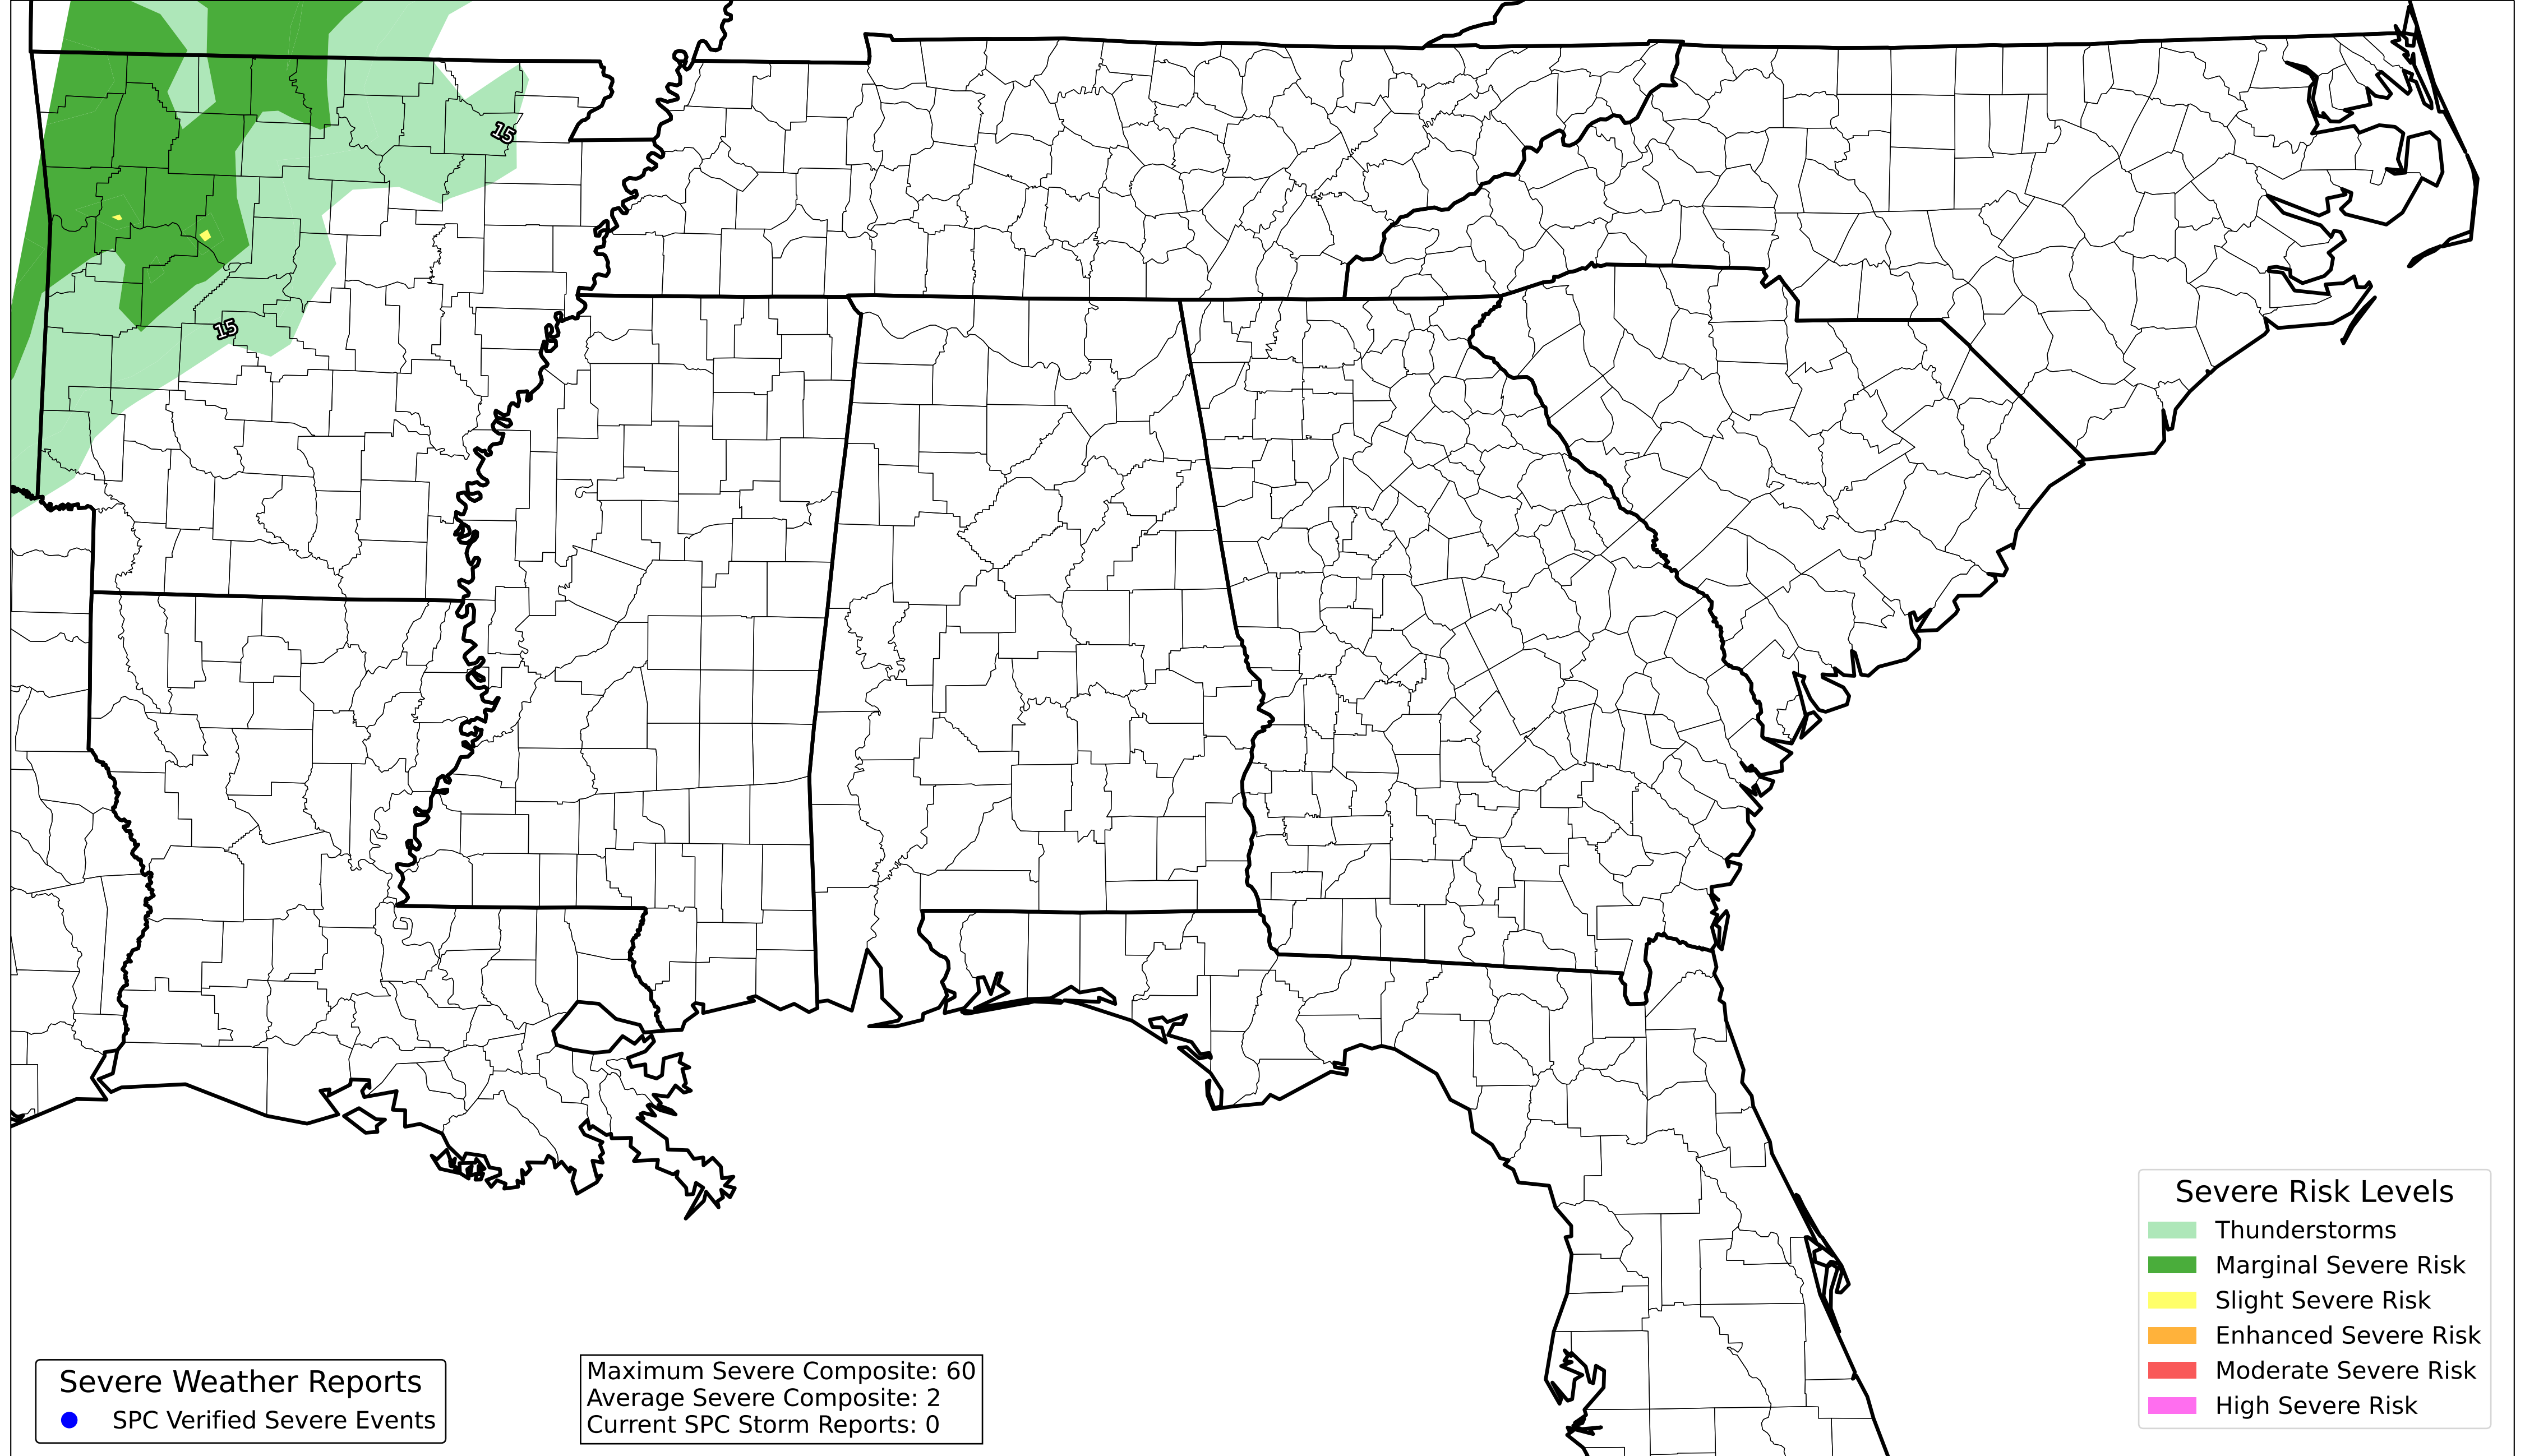 15
15
Severe Risk Levels
Thunderstorms
Marginal Severe Risk
Slight Severe Risk
Enhanced Severe Risk
Moderate Severe Risk
High Severe Risk
Severe Weather Reports
SPC Verified Severe Events
Maximum Severe Composite: 60
Average Severe Composite: 2
Current SPC Storm Reports: 0